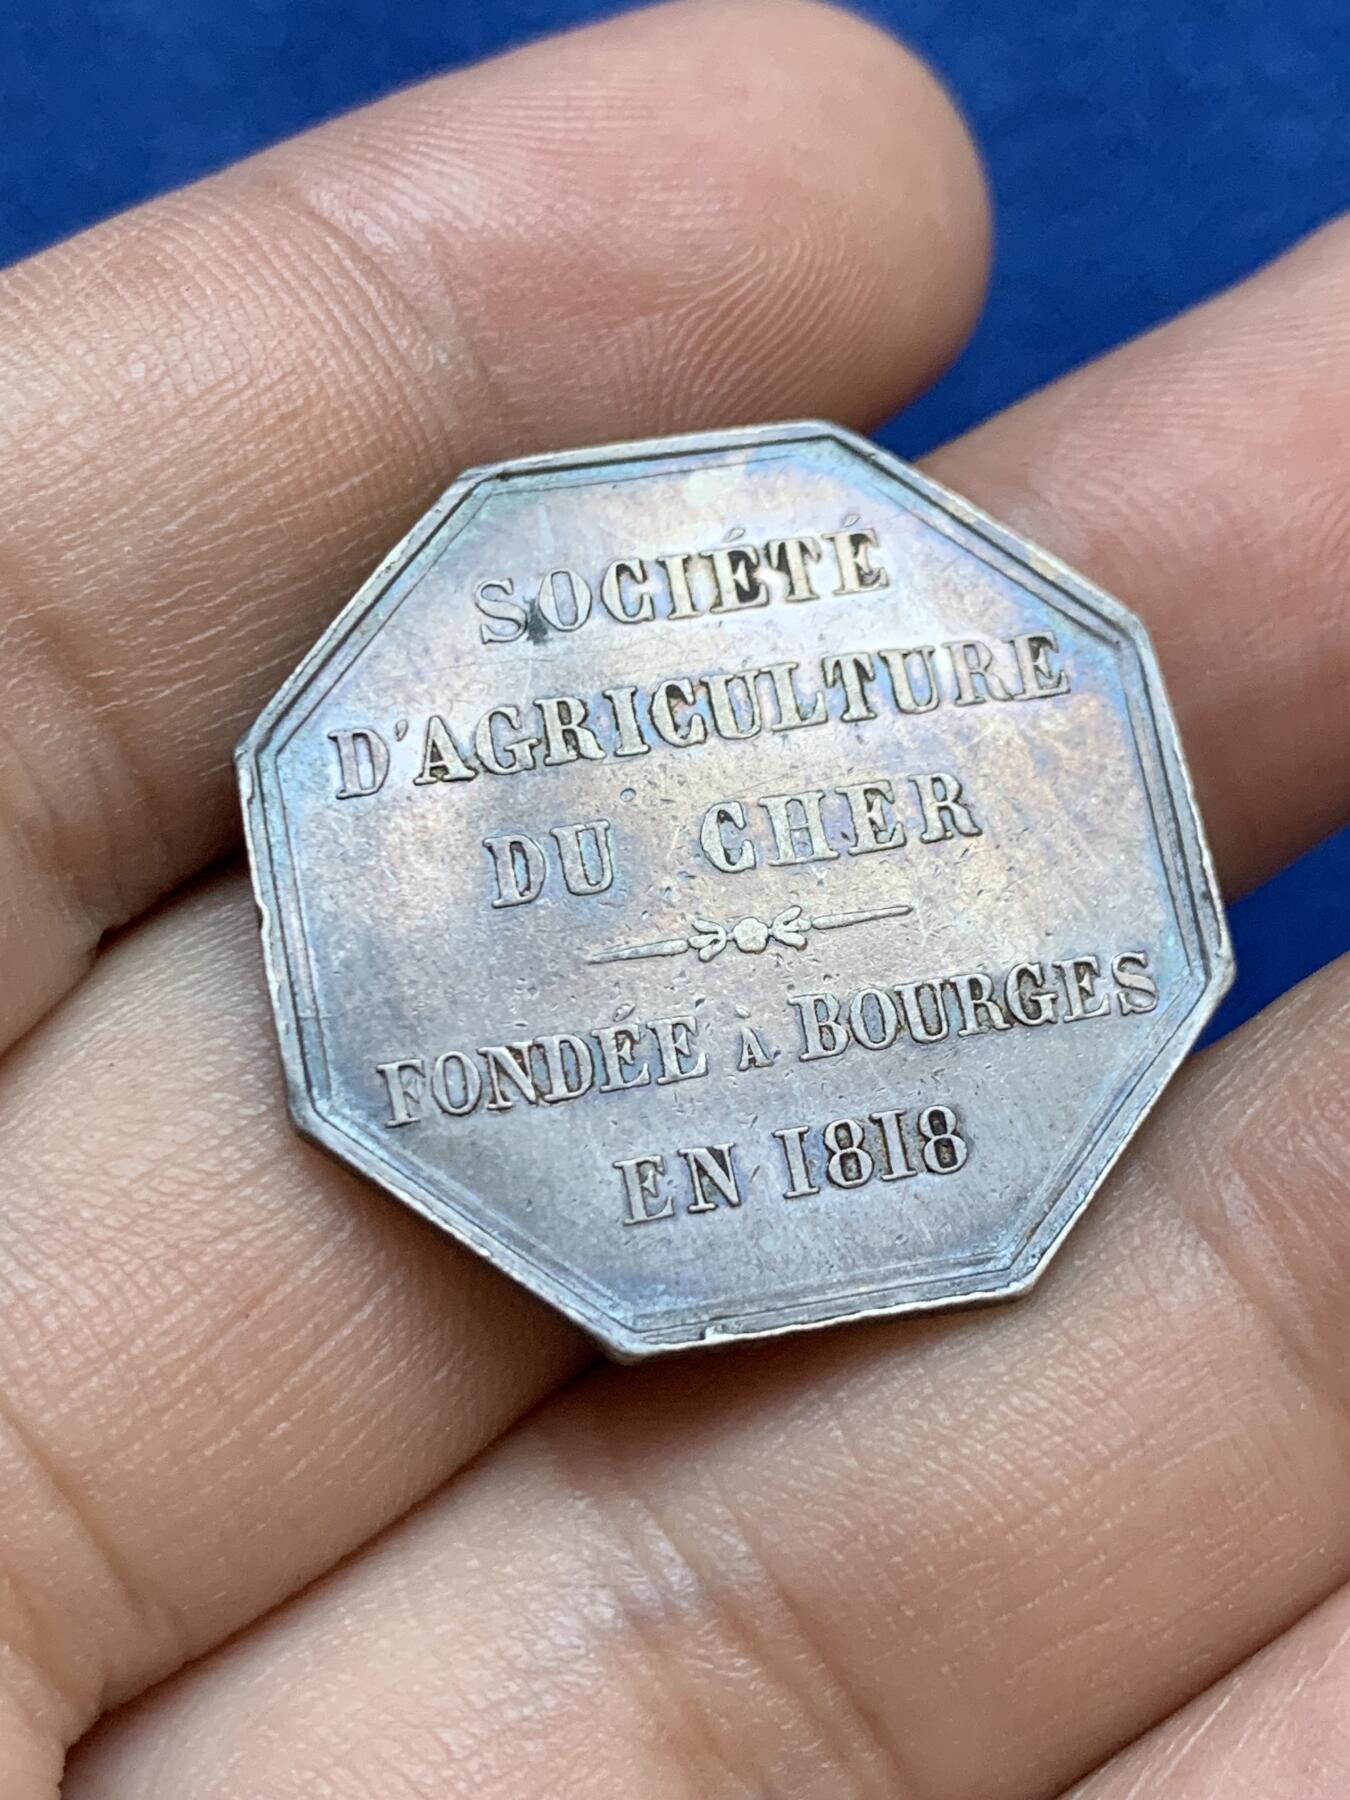 SOCIÉTÉ
D'AGRICULTURE
DU CHER
FONDÉE À BOURGES
EN 1818